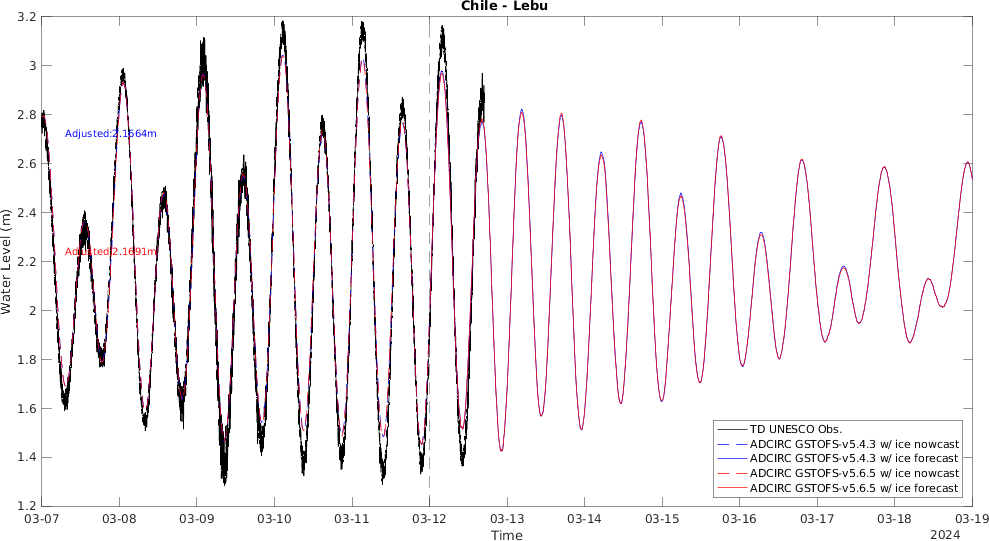 Chile - Lebu
Water Level (m)
3.2
3
2.8
2.6
2.4
2.2
2
1.8
1.6
1.4
1.2
Adjusted:2.1664m
Adjusted:2.1691m
TD UNESCO Obs.
ADCIRC GSTOFS-v5.4.3 w/ ice nowcast
ADCIRC GSTOFS-v5.4.3 w/ ice forecast
ADCIRC GSTOFS-v5.6.5 w/ ice nowcast
ADCIRC GSTOFS-v5.6.5 w/ ice forecast
03-07 03-08 03-09 03-10 03-11 03-12 03-13 03-14 03-15 03-16 03-17 03-18 03-19
Time
2024